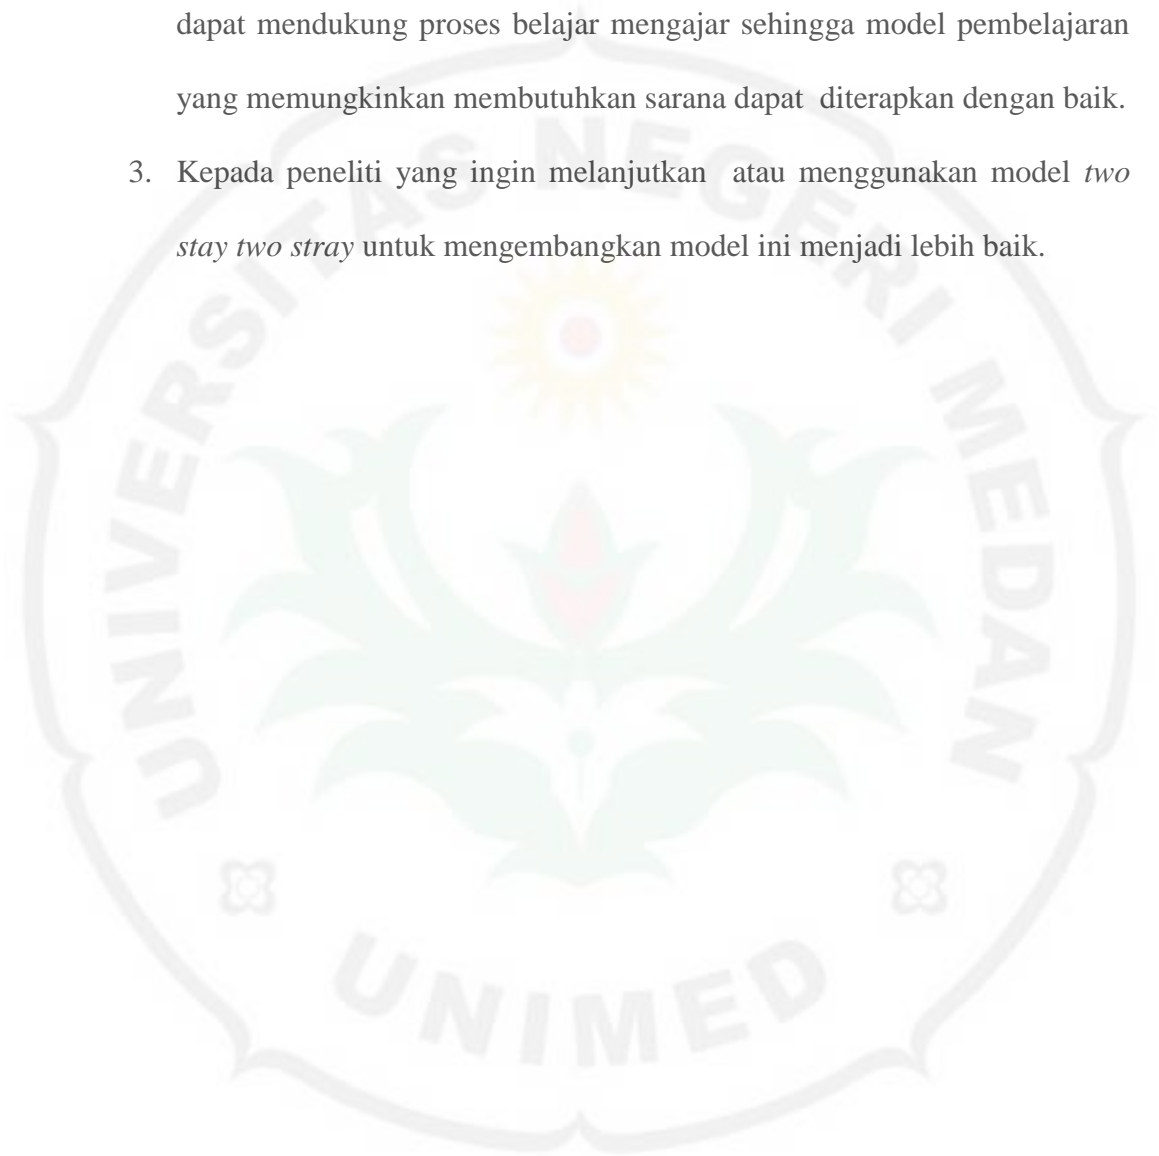 dapat mendukung proses belajar mengajar sehingga model pembelajaran
yang memungkinkan membutuhkan sarana dapat diterapkan dengan baik.
3. Kepada peneliti yang ingin melanjutkan atau menggunakan model two
stay two stray untuk mengembangkan model ini menjadi lebih baik.
UNIVERSITAS NEGERI MEDAN
UNIMED